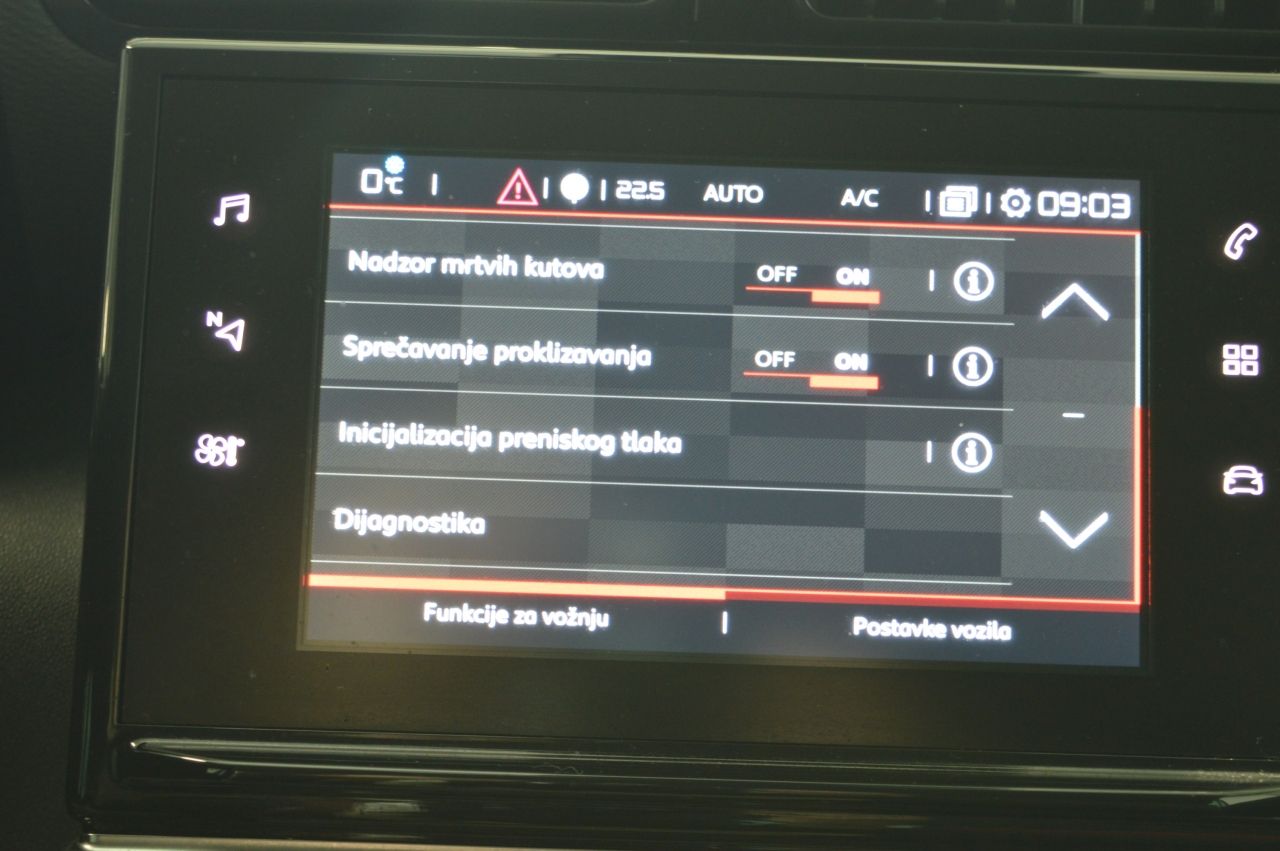 0°C 22.5 AUTO A/C 09:03
Nadzor mrtvih kutova OFF ON
Sprečavanje proklizavanja OFF ON
Inicijalizacija preniskog tlaka
Dijagnostika
Funkcije za vožnju Postavke vozila
N